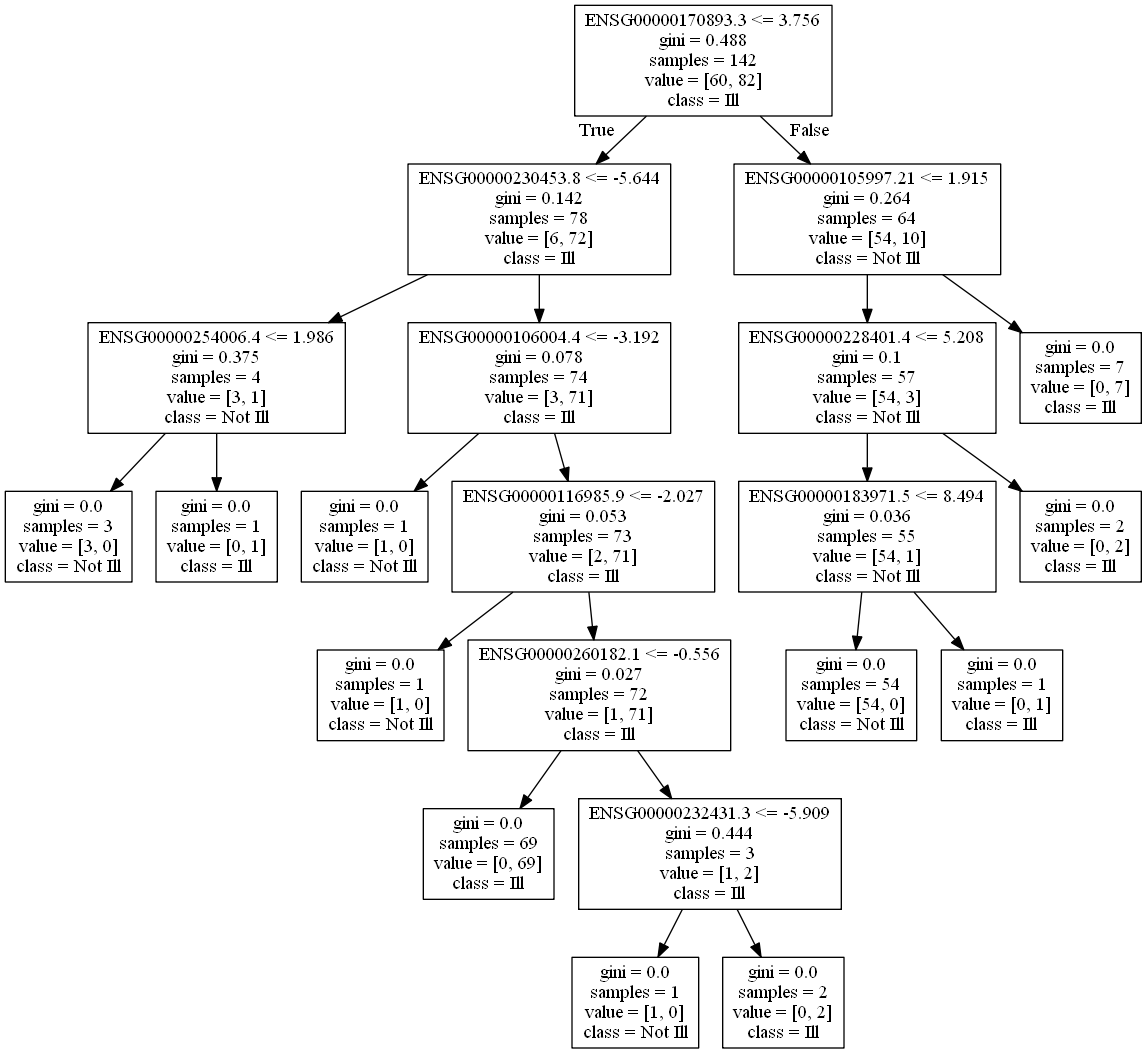 ENSG00000170893.3 <= 3.756
gini = 0.488
samples = 142
value = [60, 82]
class = Ill
True
False
ENSG00000230453.8 <= -5.644
gini = 0.142
samples = 78
value = [6, 72]
class = Ill
ENSG00000105997.21 <= 1.915
gini = 0.264
samples = 64
value = [54, 10]
class = Not Ill
ENSG00000254006.4 <= 1.986
gini = 0.375
samples = 4
value = [3, 1]
class = Not Ill
ENSG00000106004.4 <= -3.192
gini = 0.078
samples = 74
value = [3, 71]
class = Ill
ENSG00000228401.4 <= 5.208
gini = 0.1
samples = 57
value = [54, 3]
class = Not Ill
gini = 0.0
samples = 7
value = [0, 7]
class = Ill
gini = 0.0
samples = 3
value = [3, 0]
class = Not Ill
gini = 0.0
samples = 1
value = [0, 1]
class = Ill
gini = 0.0
samples = 1
value = [1, 0]
class = Not Ill
ENSG00000116985.9 <= -2.027
gini = 0.053
samples = 73
value = [2, 71]
class = Ill
ENSG00000183971.5 <= 8.494
gini = 0.036
samples = 55
value = [54, 1]
class = Not Ill
gini = 0.0
samples = 2
value = [0, 2]
class = Ill
gini = 0.0
samples = 1
value = [1, 0]
class = Not Ill
ENSG00000260182.1 <= -0.556
gini = 0.027
samples = 72
value = [1, 71]
class = Ill
gini = 0.0
samples = 54
value = [54, 0]
class = Not Ill
gini = 0.0
samples = 1
value = [0, 1]
class = Ill
gini = 0.0
samples = 69
value = [0, 69]
class = Ill
ENSG00000232431.3 <= -5.909
gini = 0.444
samples = 3
value = [1, 2]
class = Ill
gini = 0.0
samples = 1
value = [1, 0]
class = Not Ill
gini = 0.0
samples = 2
value = [0, 2]
class = Ill